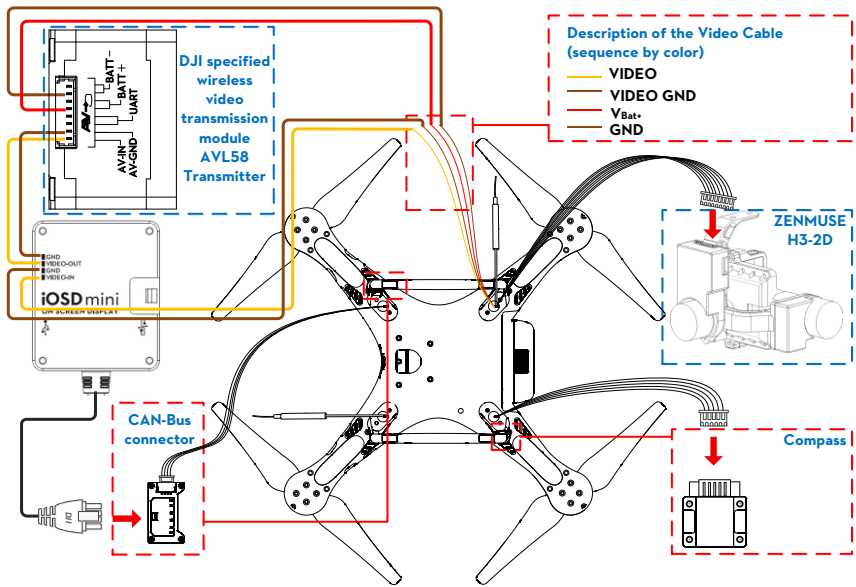 DJI specified
wireless
video
transmission
module
AVL58
Transmitter
BATT-
BATT+
UART
AV-IN
AV-GND
Description of the Video Cable
(sequence by color)
VIDEO
VIDEO GND
VBat+
GND
ZENMUSE
H3-2D
GND
VIDEO-OUT
GND
VIDEO-IN
iOSD mini
ON SCREEN DISPLAY
CAN-Bus
connector
Compass